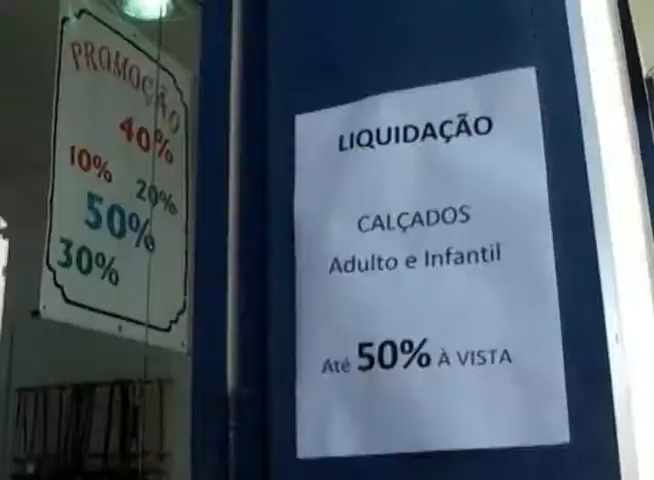 PROMOÇÃO
40%
10%
20%
50%
30%
LIQUIDAÇÃO
CALÇADOS
Adulto e Infantil
Até 50% À VISTA